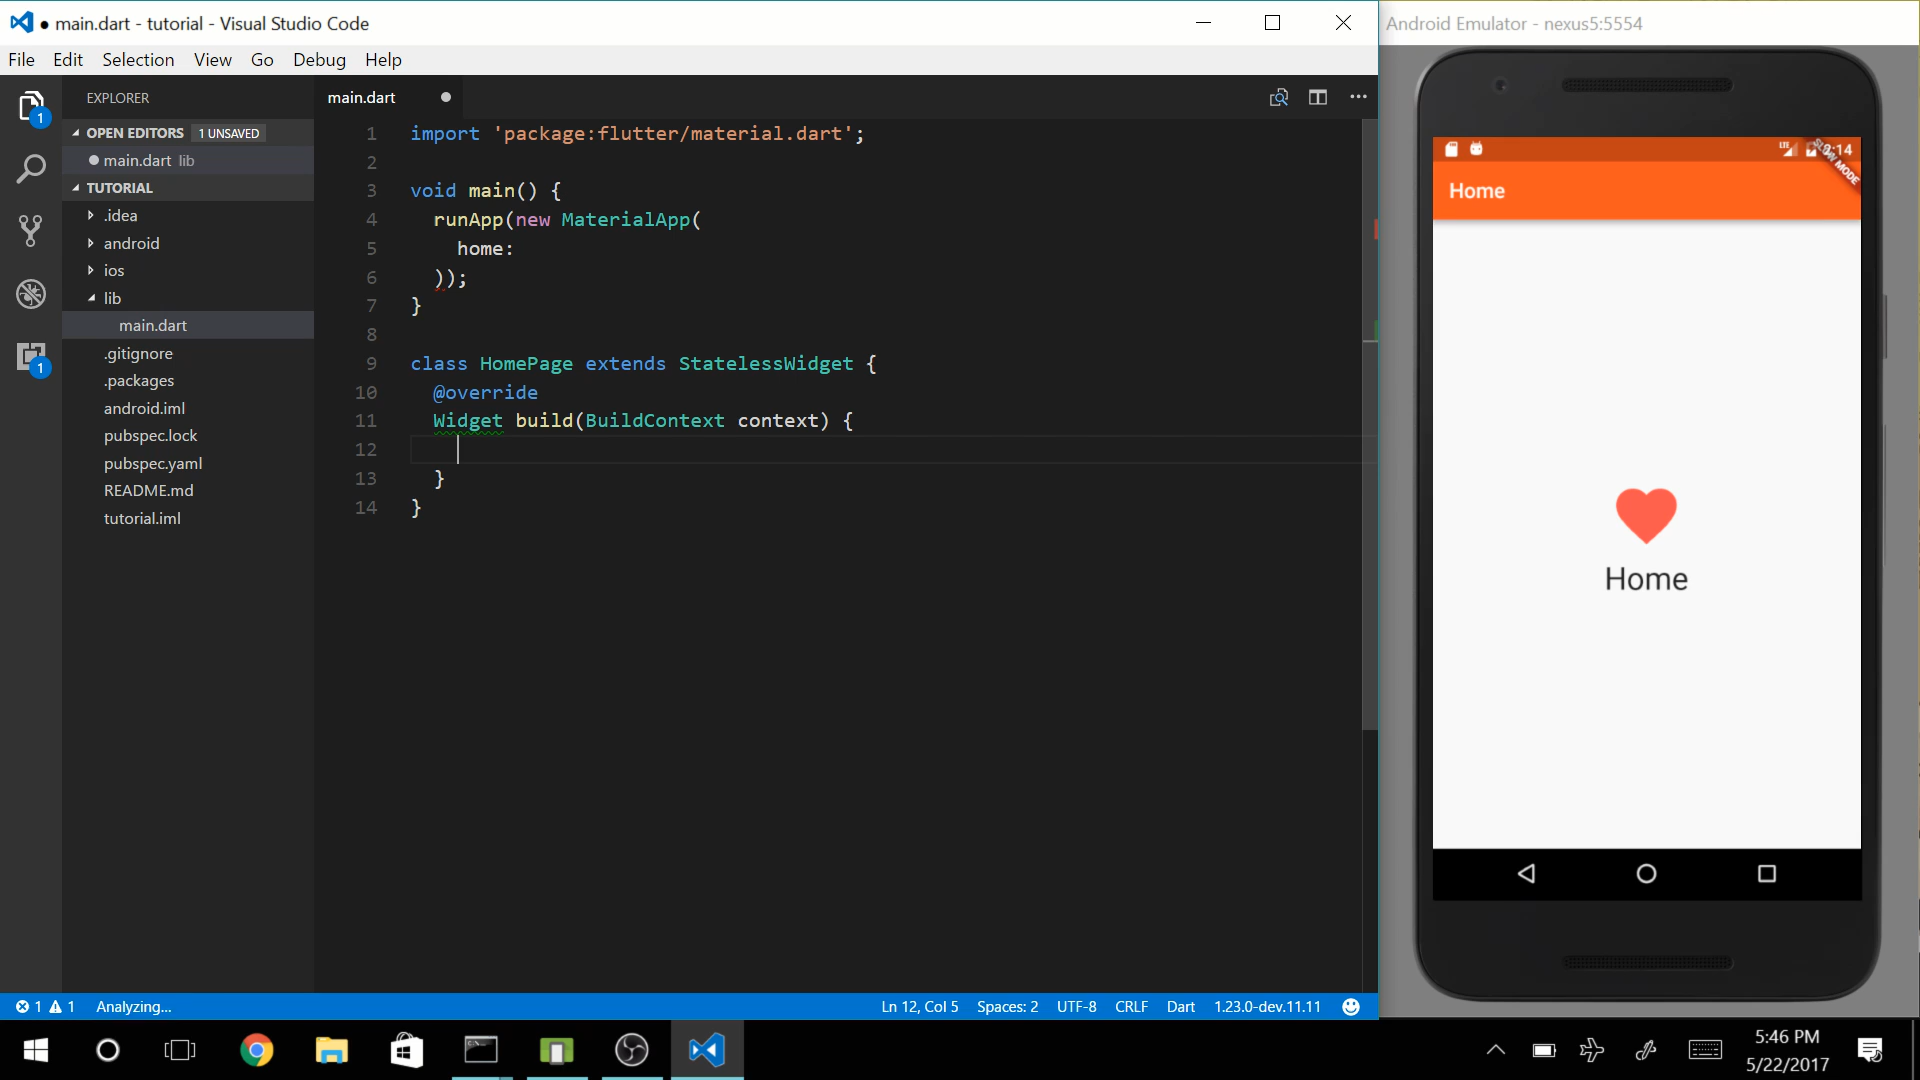 ● main.dart - tutorial - Visual Studio Code
File Edit Selection View Go Debug Help
1
EXPLORER
OPEN EDITORS 1 UNSAVED
main.dart lib
TUTORIAL
.idea
android
ios
lib
main.dart
.gitignore
.packages
android.iml
pubspec.lock
pubspec.yaml
README.md
tutorial.iml
1
main.dart
1 import 'package:flutter/material.dart';
2
3 void main() {
4 runApp(new MaterialApp(
5 home:
6 ));
7 }
8
9 class HomePage extends StatelessWidget {
10 @override
11 Widget build(BuildContext context) {
12
13 }
14 }
1 1 Analyzing...
Ln 12, Col 5 Spaces: 2 UTF-8 CRLF Dart 1.23.0-dev.11.11
Android Emulator - nexus5:5554
LTE
SLOW MODE
Home
Home
5:46 PM
5/22/2017